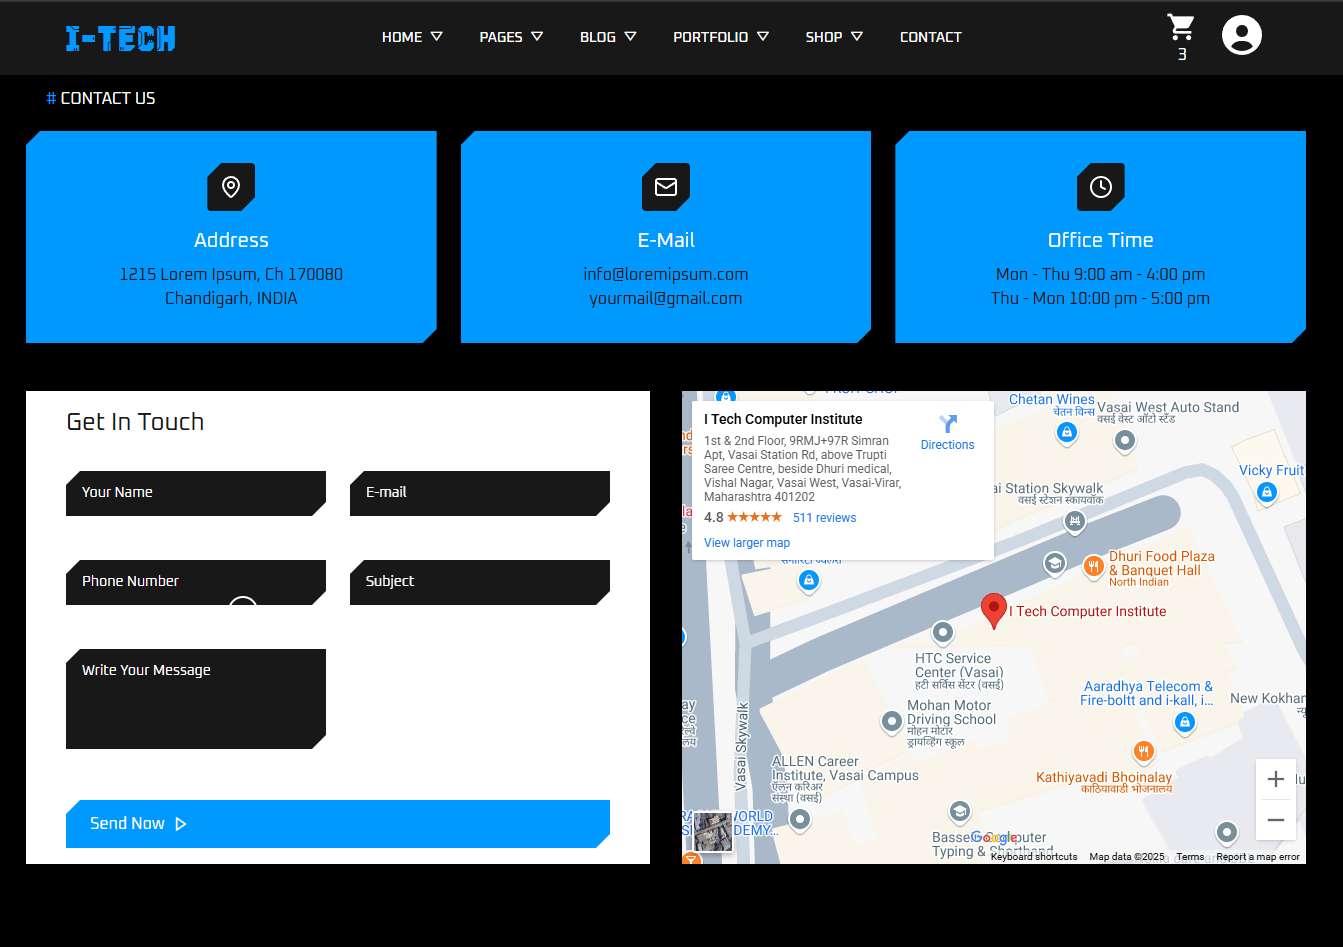 I-TECH
HOME
PAGES
BLOG
PORTFOLIO
SHOP
CONTACT
3
# CONTACT US
Address
1215 Lorem Ipsum, Ch 170080
Chandigarh, INDIA
E-Mail
info@loremipsum.com
yourmail@gmail.com
Office Time
Mon - Thu 9:00 am - 4:00 pm
Thu - Mon 10:00 pm - 5:00 pm
Get In Touch
Your Name
E-mail
Phone Number
Subject
Write Your Message
Send Now
I Tech Computer Institute
1st & 2nd Floor, 9RMJ+97R Simran
Apt, Vasai Station Rd, above Trupti
Saree Centre, beside Dhuri medical,
Vishal Nagar, Vasai West, Vasai-Virar,
Maharashtra 401202
4.8 ★★★★★ 511 reviews
View larger map
Directions
Chetan Wines
चेतन विन्स
Vasai West Auto Stand
वसई वेस्ट ऑटो स्टँड
Vicky Fruit
ai Station Skywalk
वसई स्टेशन स्कायवॉक
Dhuri Food Plaza
& Banquet Hall
North Indian
I Tech Computer Institute
HTC Service
Center (Vasai)
हटी सर्विस सेंटर (वसई)
Aaradhya Telecom &
Fire-boltt and i-kall, i...
New Kokhan
Mohan Motor
Driving School
मोहन मोटार
ड्रायव्हिंग स्कूल
Vasai Skywalk
ALLEN Career
Institute, Vasai Campus
ऍलन करिअर
संस्था (वसई)
Kathiyavadi Bhojnalay
काठियावाडी भोजनालय
WORLD
DEMY...
Bassein Computer
Typing & Shorthand
Google
Keyboard shortcuts
Map data ©2025
Terms
Report a map error